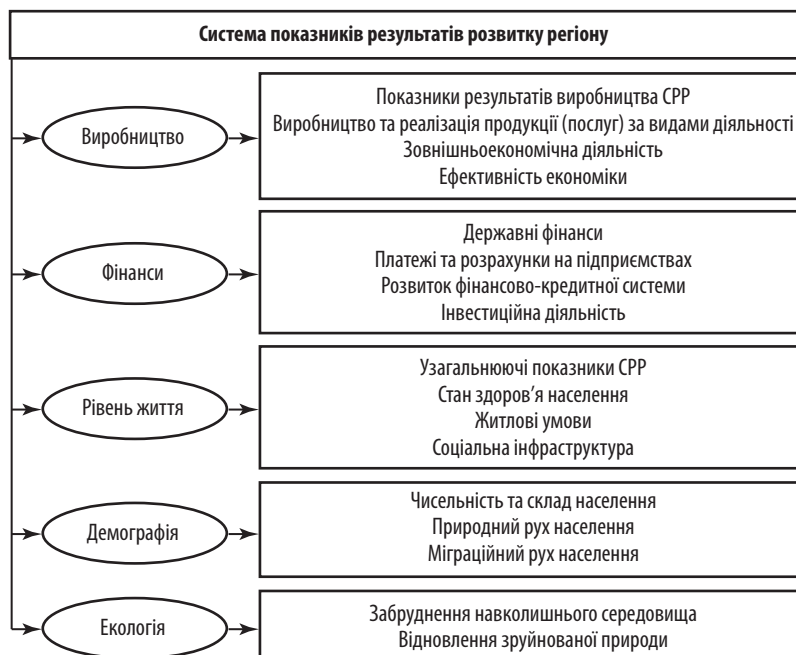 Система показників результатів розвитку регіону
Виробництво
Показники результатів виробництва СРР
Виробництво та реалізація продукції (послуг) за видами діяльності
Зовнішньоекономічна діяльність
Ефективність економіки
Фінанси
Державні фінанси
Платежі та розрахунки на підприємствах
Розвиток фінансово-кредитної системи
Інвестиційна діяльність
Рівень життя
Узагальнюючі показники СРР
Стан здоров’я населення
Житлові умови
Соціальна інфраструктура
Демографія
Чисельність та склад населення
Природний рух населення
Міграційний рух населення
Екологія
Забруднення навколишнього середовища
Відновлення зруйнованої природи